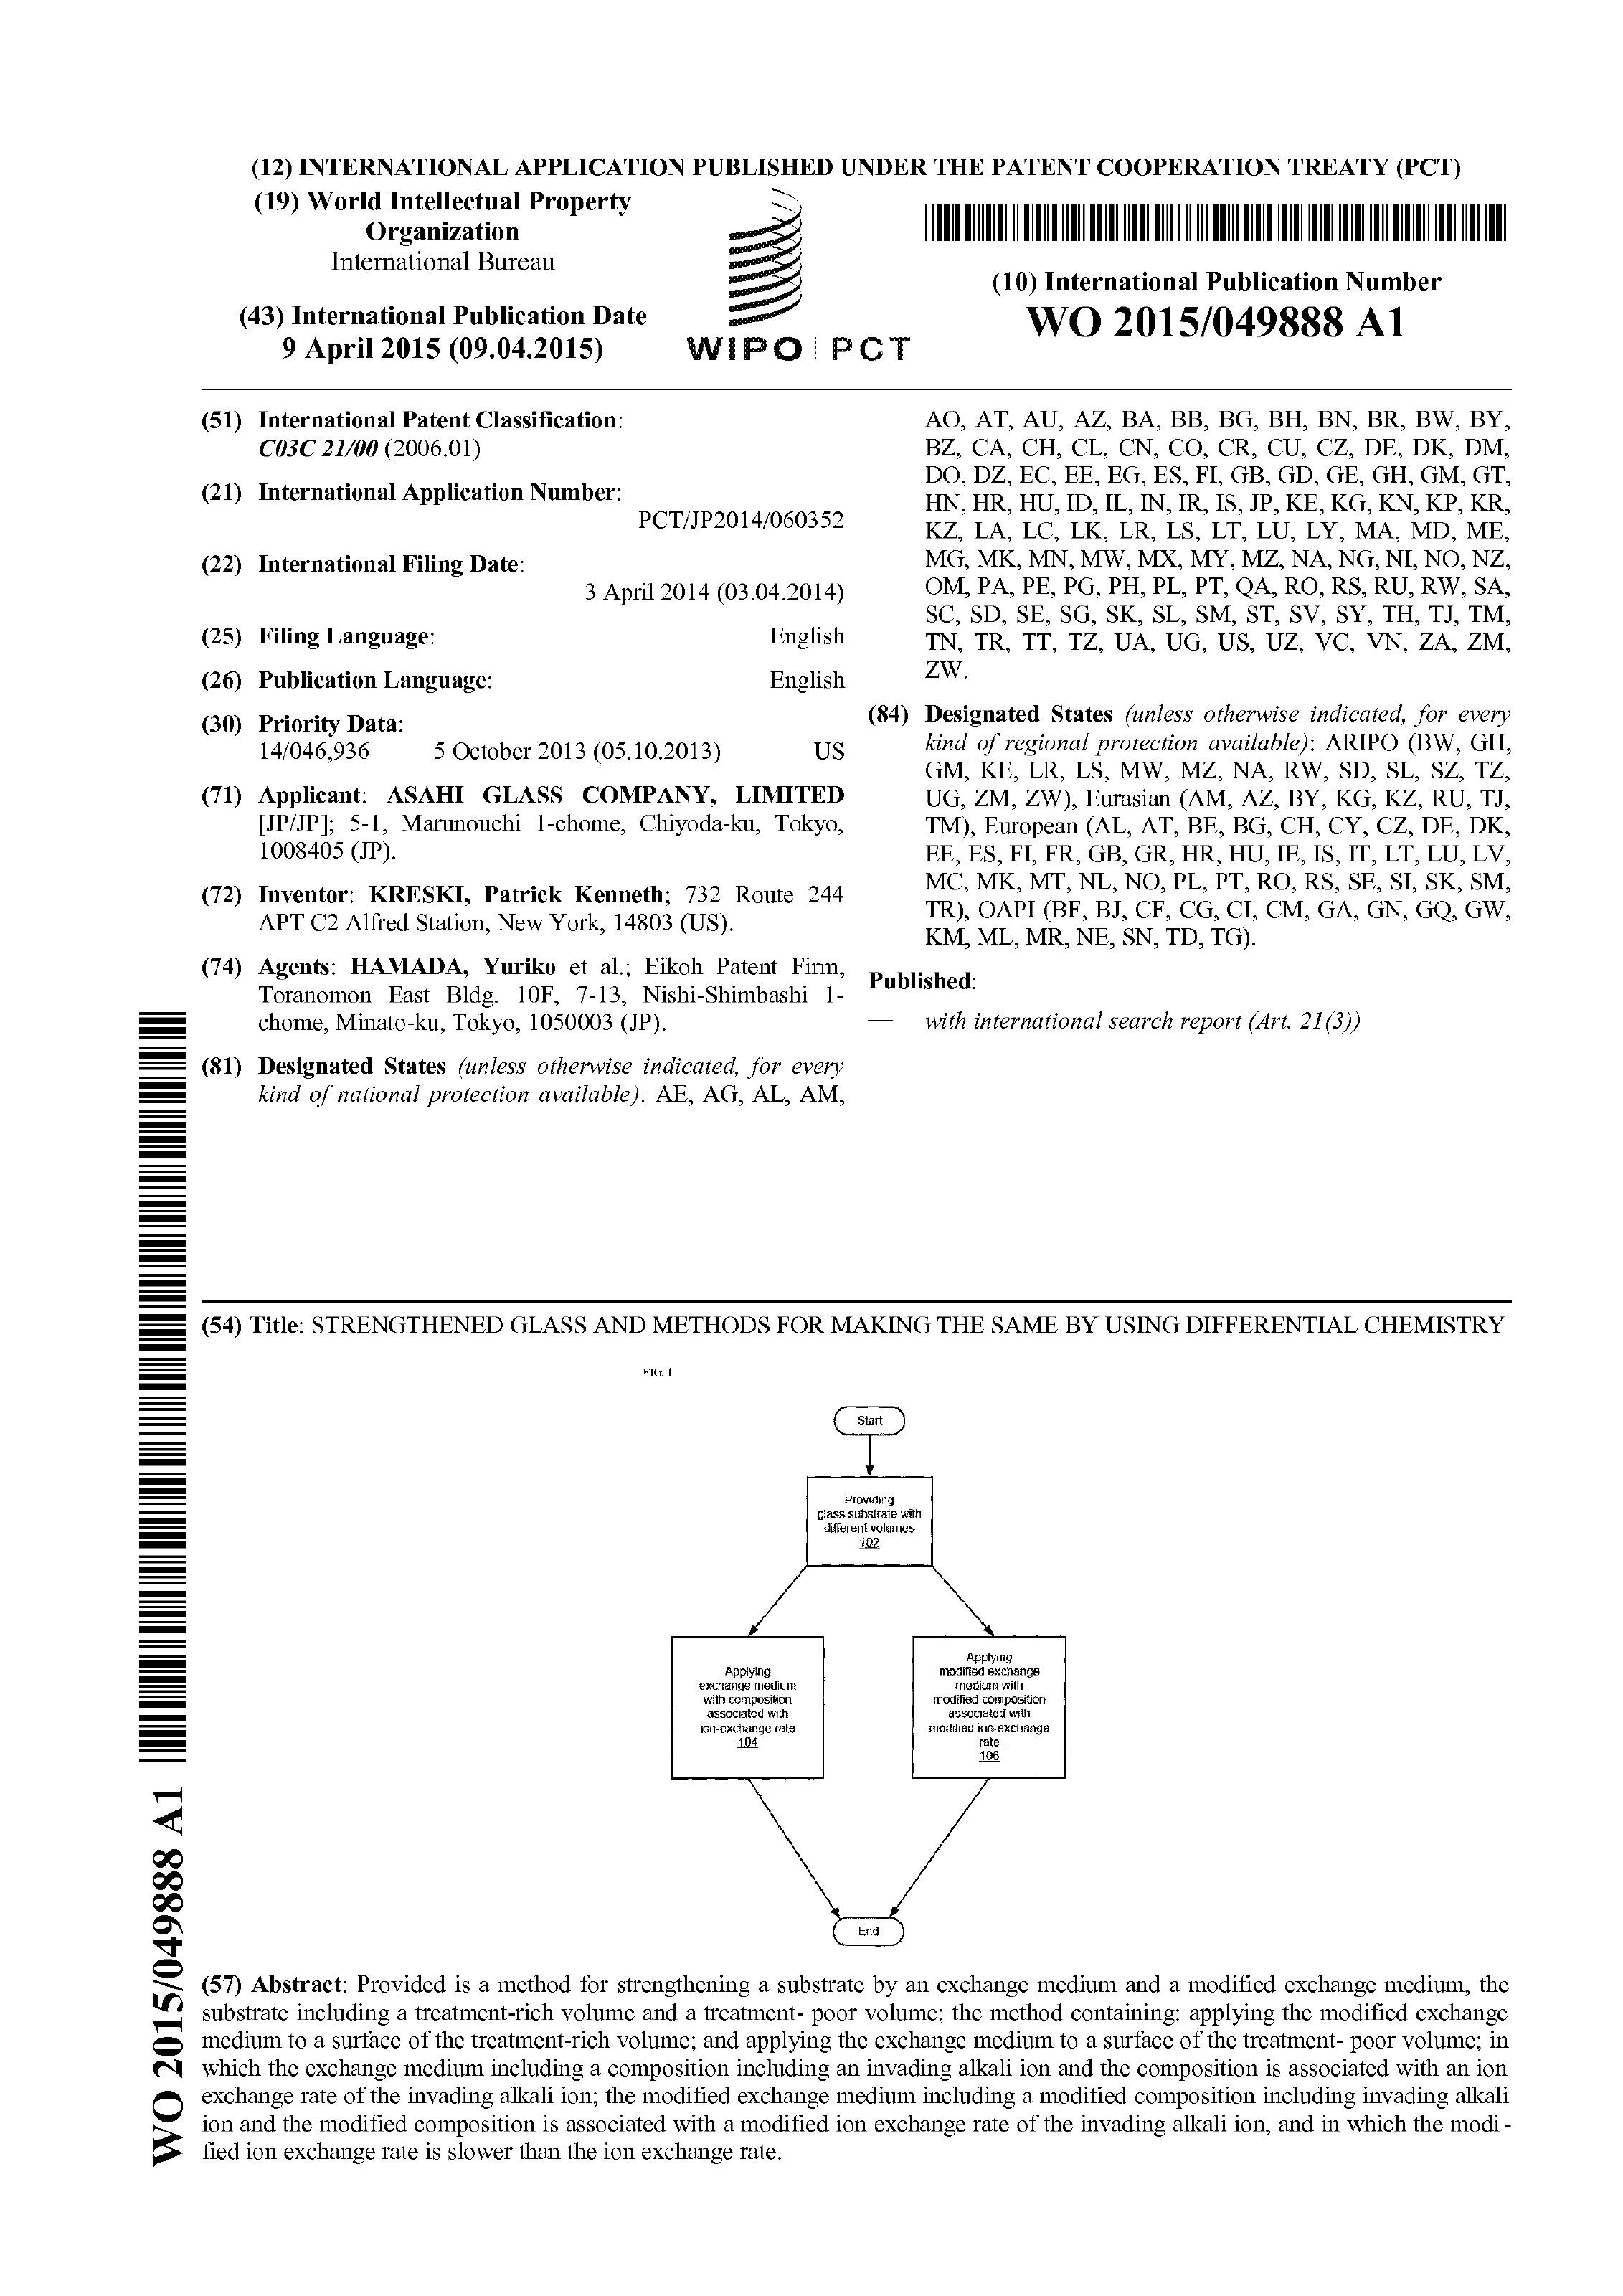 (12) INTERNATIONAL APPLICATION PUBLISHED UNDER THE PATENT COOPERATION TREATY (PCT)
(19) World Intellectual Property
Organization
International Bureau
(43) International Publication Date
9 April 2015 (09.04.2015)
WIPO | PCT
(10) International Publication Number
WO 2015/049888 A1
(51) International Patent Classification:
C03C 21/00 (2006.01)
(21) International Application Number:
PCT/JP2014/060352
(22) International Filing Date:
3 April 2014 (03.04.2014)
(25) Filing Language: English
(26) Publication Language: English
(30) Priority Data:
14/046,936 5 October 2013 (05.10.2013) US
(71) Applicant: ASAHI GLASS COMPANY, LIMITED
[JP/JP]; 5-1, Marunouchi 1-chome, Chiyoda-ku, Tokyo,
1008405 (JP).
(72) Inventor: KRESKI, Patrick Kenneth; 732 Route 244
APT C2 Alfred Station, New York, 14803 (US).
(74) Agents: HAMADA, Yuriko et al.; Eikoh Patent Firm,
Toranomon East Bldg. 10F, 7-13, Nishi-Shimbashi 1-
chome, Minato-ku, Tokyo, 1050003 (JP).
(81) Designated States (unless otherwise indicated, for every
kind of national protection available): AE, AG, AL, AM,
AO, AT, AU, AZ, BA, BB, BG, BH, BN, BR, BW, BY,
BZ, CA, CH, CL, CN, CO, CR, CU, CZ, DE, DK, DM,
DO, DZ, EC, EE, EG, ES, FI, GB, GD, GE, GH, GM, GT,
HN, HR, HU, ID, IL, IN, IR, IS, JP, KE, KG, KN, KP, KR,
KZ, LA, LC, LK, LR, LS, LT, LU, LY, MA, MD, ME,
MG, MK, MN, MW, MX, MY, MZ, NA, NG, NI, NO, NZ,
OM, PA, PE, PG, PH, PL, PT, QA, RO, RS, RU, RW, SA,
SC, SD, SE, SG, SK, SL, SM, ST, SV, SY, TH, TJ, TM,
TN, TR, TT, TZ, UA, UG, US, UZ, VC, VN, ZA, ZM,
ZW.
(84) Designated States (unless otherwise indicated, for every
kind of regional protection available): ARIPO (BW, GH,
GM, KE, LR, LS, MW, MZ, NA, RW, SD, SL, SZ, TZ,
UG, ZM, ZW), Eurasian (AM, AZ, BY, KG, KZ, RU, TJ,
TM), European (AL, AT, BE, BG, CH, CY, CZ, DE, DK,
EE, ES, FI, FR, GB, GR, HR, HU, IE, IS, IT, LT, LU, LV,
MC, MK, MT, NL, NO, PL, PT, RO, RS, SE, SI, SK, SM,
TR), OAPI (BF, BJ, CF, CG, CI, CM, GA, GN, GQ, GW,
KM, ML, MR, NE, SN, TD, TG).
Published:
— with international search report (Art. 21(3))
(54) Title: STRENGTHENED GLASS AND METHODS FOR MAKING THE SAME BY USING DIFFERENTIAL CHEMISTRY
FIG. 1
Start
Providing
glass substrate with
different volumes
102
Applying
exchange medium
with composition
associated with
ion-exchange rate
104
Applying
modified exchange
medium with
modified composition
associated with
modified ion-exchange
rate
106
End
(57) Abstract: Provided is a method for strengthening a substrate by an exchange medium and a modified exchange medium, the
substrate including a treatment-rich volume and a treatment- poor volume; the method containing: applying the modified exchange
medium to a surface of the treatment-rich volume; and applying the exchange medium to a surface of the treatment- poor volume; in
which the exchange medium including a composition including an invading alkali ion and the composition is associated with an ion
exchange rate of the invading alkali ion; the modified exchange medium including a modified composition including invading alkali
ion and the modified composition is associated with a modified ion exchange rate of the invading alkali ion, and in which the modi-
fied ion exchange rate is slower than the ion exchange rate.
WO 2015/049888 A1